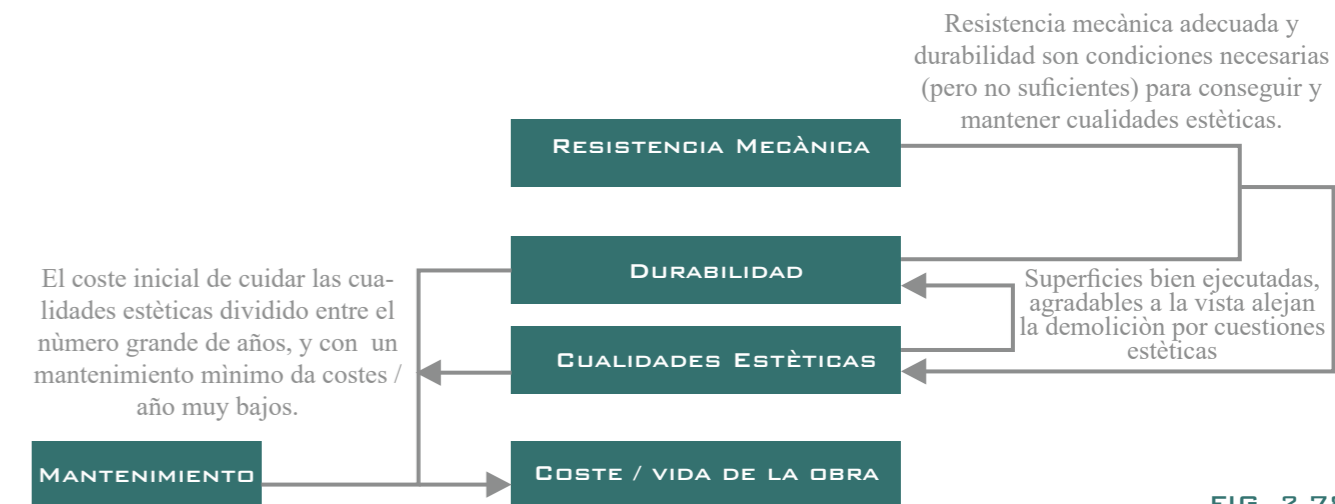 Resistencia mecànica adecuada y
durabilidad son condiciones necesarias
(pero no suficientes) para conseguir y
mantener cualidades estèticas.
Resistencia Mecànica
Durabilidad
El coste inicial de cuidar las cua-
lidades estèticas dividido entre el
nùmero grande de años, y con un
mantenimiento mìnimo da costes /
año muy bajos.
Superficies bien ejecutadas,
agradables a la vista alejan
la demoliciòn por cuestiones
estèticas
Cualidades Estèticas
Mantenimiento
Coste / vida de la obra